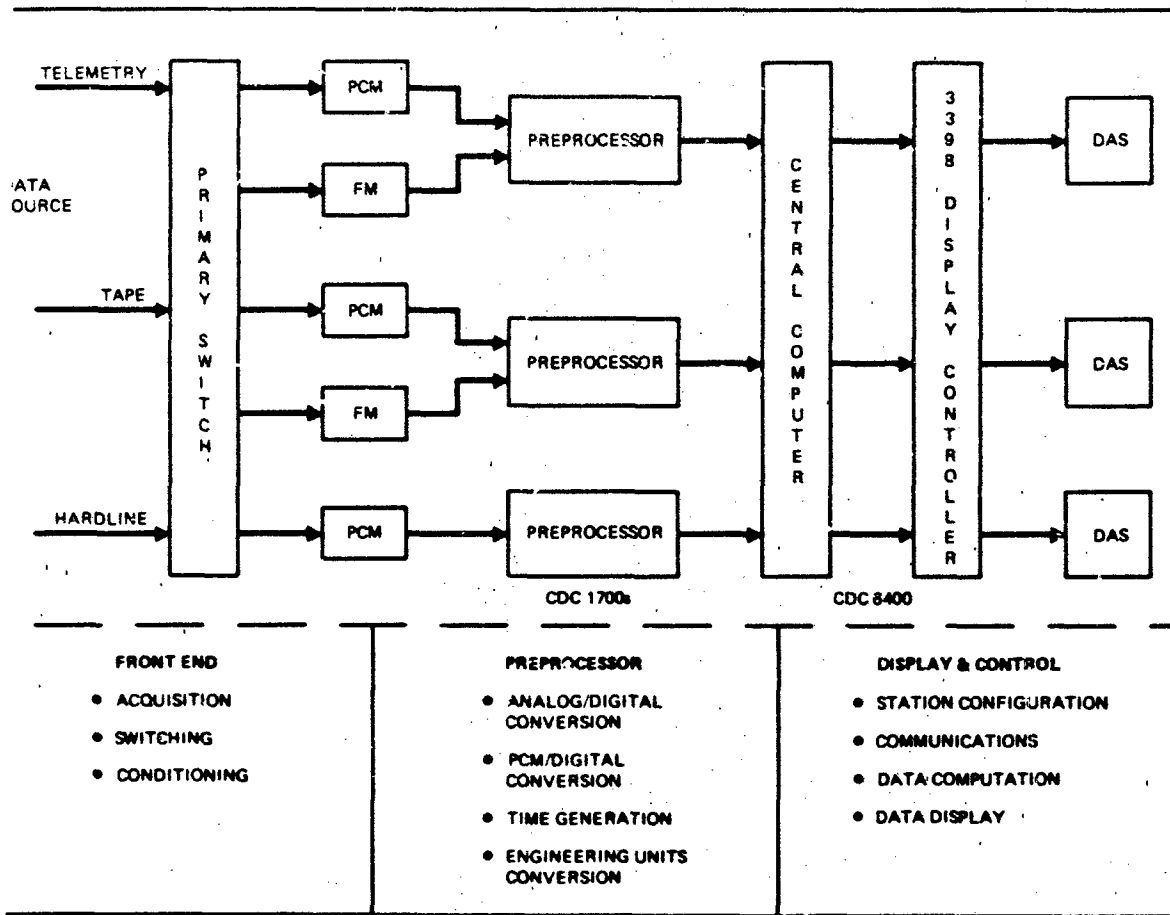 TELEMETRY
ATA
OURCE
TAPE
HARDLINE
PRIMARY SWITCH
PCM
FM
PCM
FM
PCM
PREPROCESSOR
PREPROCESSOR
PREPROCESSOR
CDC 1700s
CENTRAL COMPUTER
CDC 6400
3398 DISPLAY CONTROLLER
DAS
DAS
DAS
FRONT END
● ACQUISITION
● SWITCHING
● CONDITIONING
PREPROCESSOR
● ANALOG/DIGITAL
CONVERSION
● PCM/DIGITAL
CONVERSION
● TIME GENERATION
● ENGINEERING UNITS
CONVERSION
DISPLAY & CONTROL
● STATION CONFIGURATION
● COMMUNICATIONS
● DATA COMPUTATION
● DATA DISPLAY